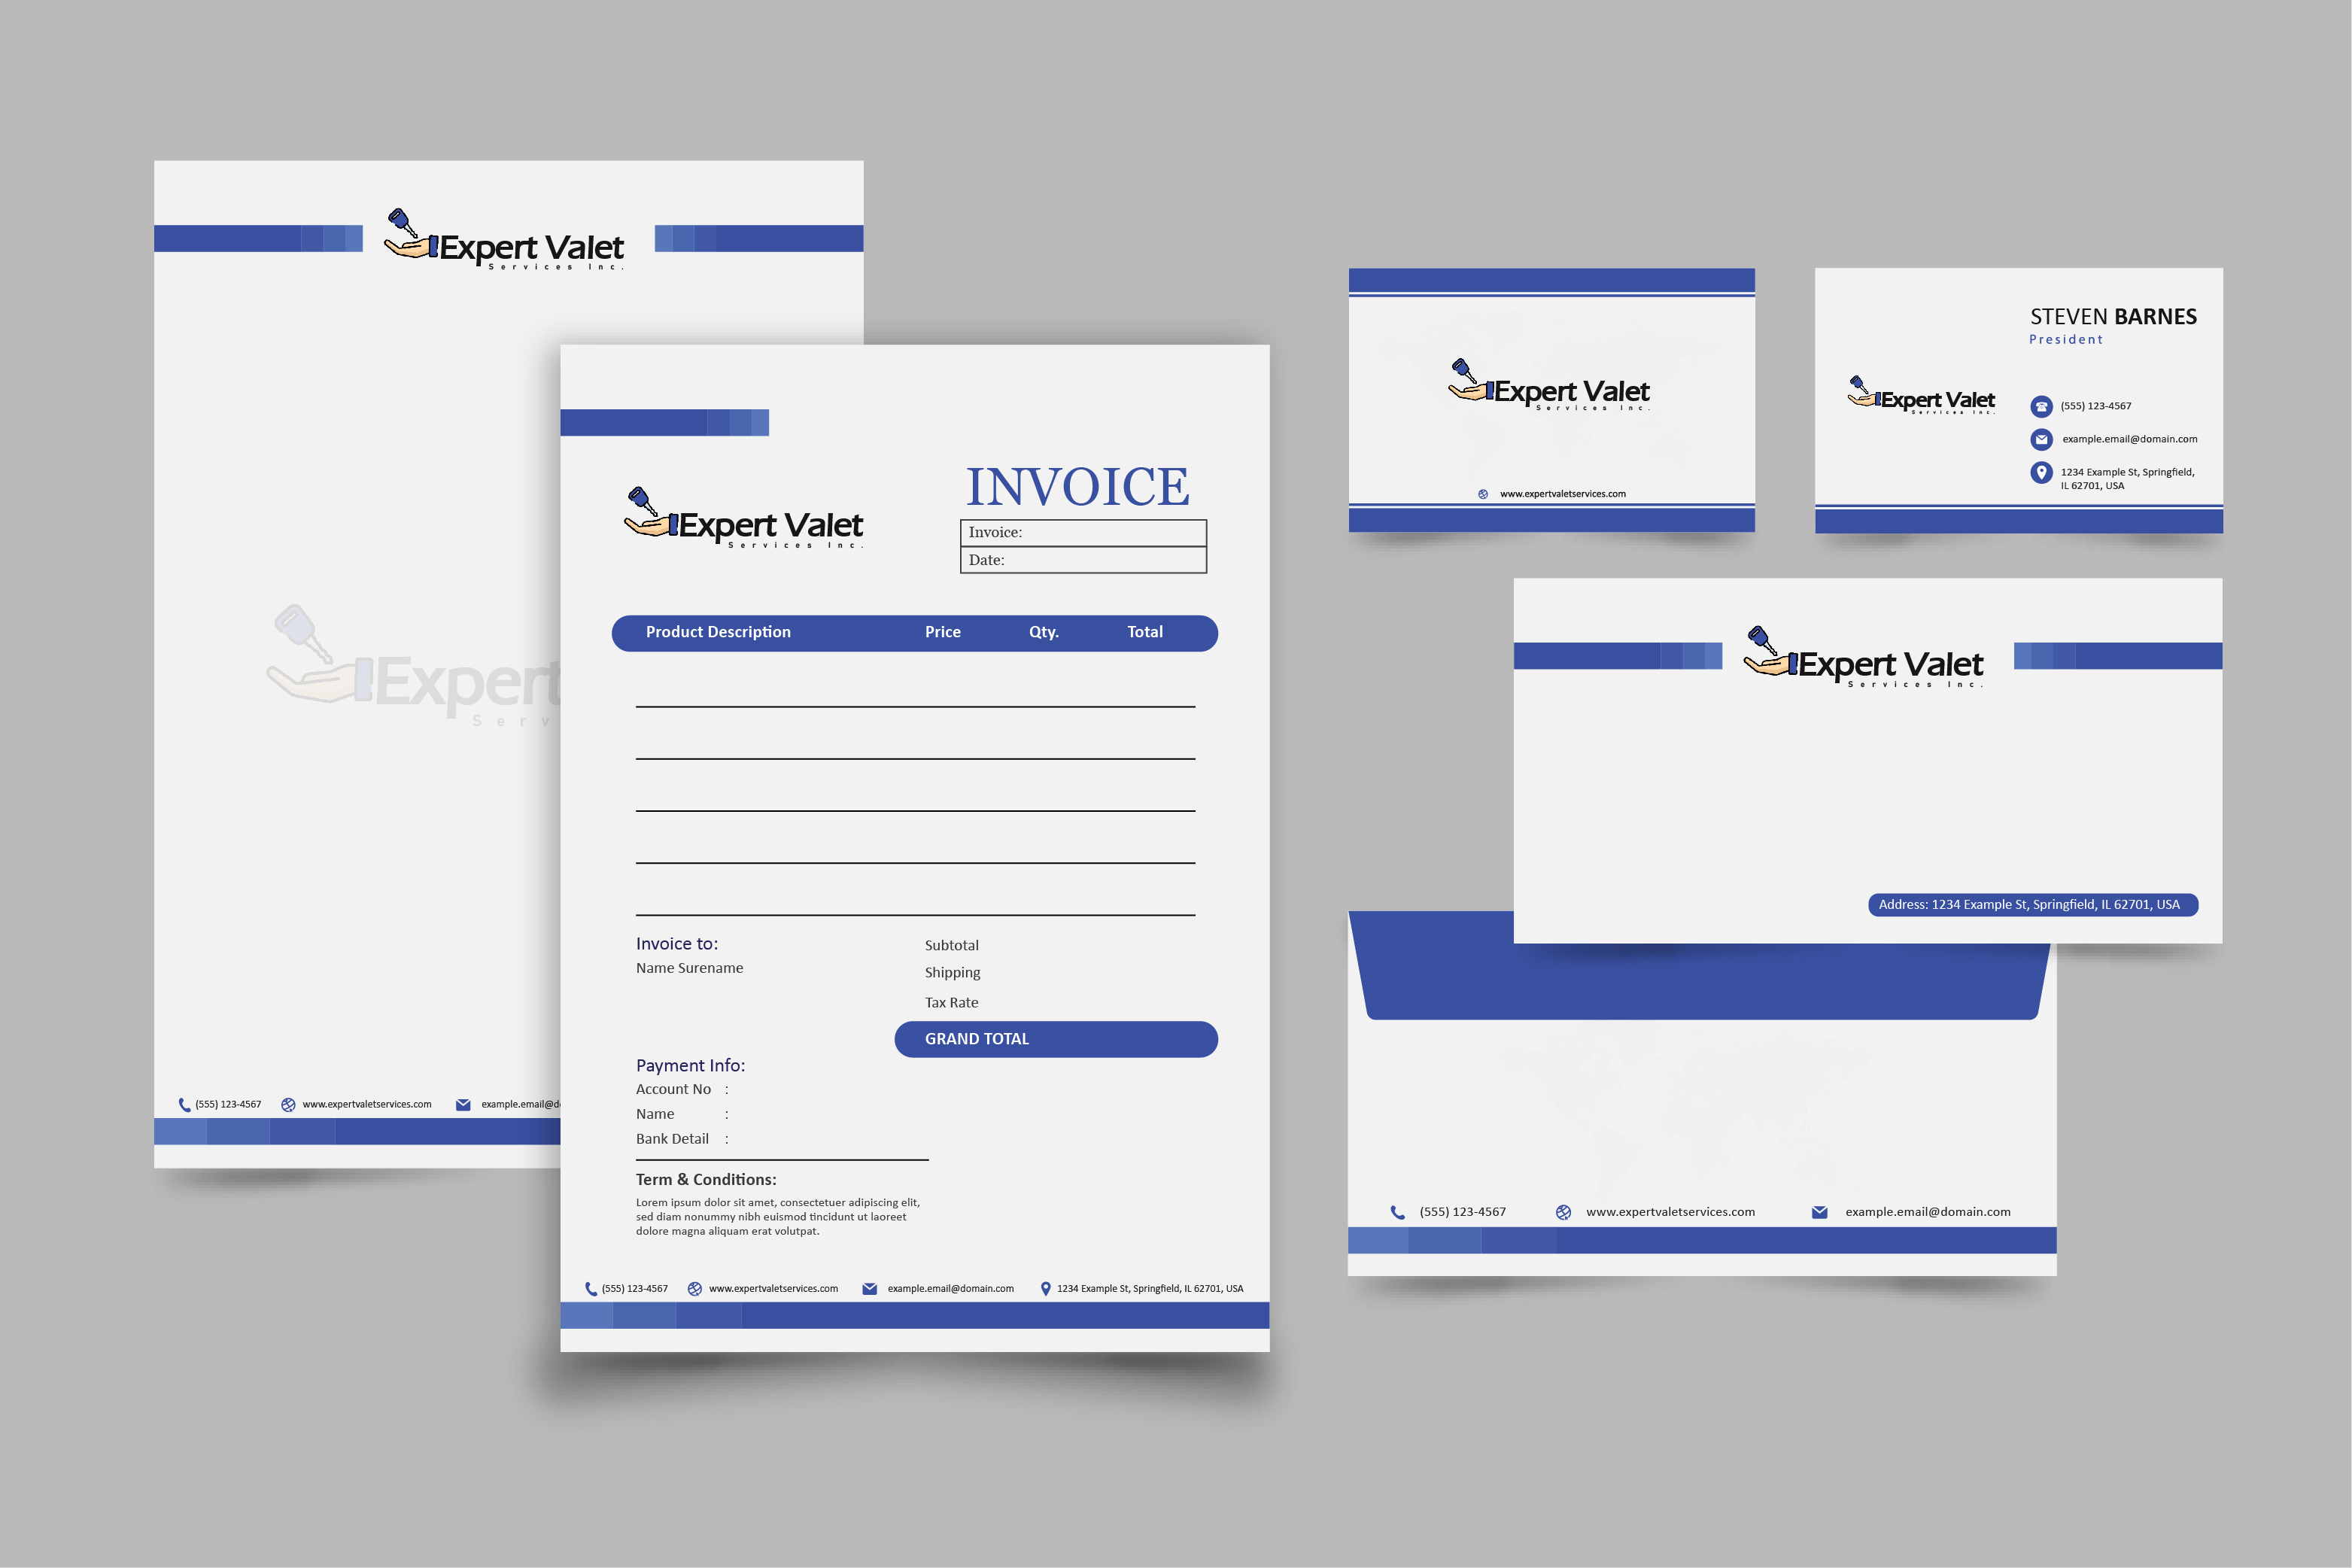 Expert Valet
Services Inc.
Expert
Serv
(555) 123-4567 www.expertvaletservices.com example.email@d
Expert Valet
Services Inc.
INVOICE
Invoice:
Date:
Product Description Price Qty. Total
Invoice to:
Name Surename
Subtotal
Shipping
Tax Rate
GRAND TOTAL
Payment Info:
Account No :
Name :
Bank Detail :
Term & Conditions:
Lorem ipsum dolor sit amet, consectetuer adipiscing elit,
sed diam nonummy nibh euismod tincidunt ut laoreet
dolore magna aliquam erat volutpat.
(555) 123-4567 www.expertvaletservices.com example.email@domain.com 1234 Example St, Springfield, IL 62701, USA
Expert Valet
Services Inc.
www.expertvaletservices.com
STEVEN BARNES
President
Expert Valet
Services Inc.
(555) 123-4567
example.email@domain.com
1234 Example St, Springfield,
IL 62701, USA
Expert Valet
Services Inc.
Address: 1234 Example St, Springfield, IL 62701, USA
(555) 123-4567 www.expertvaletservices.com example.email@domain.com